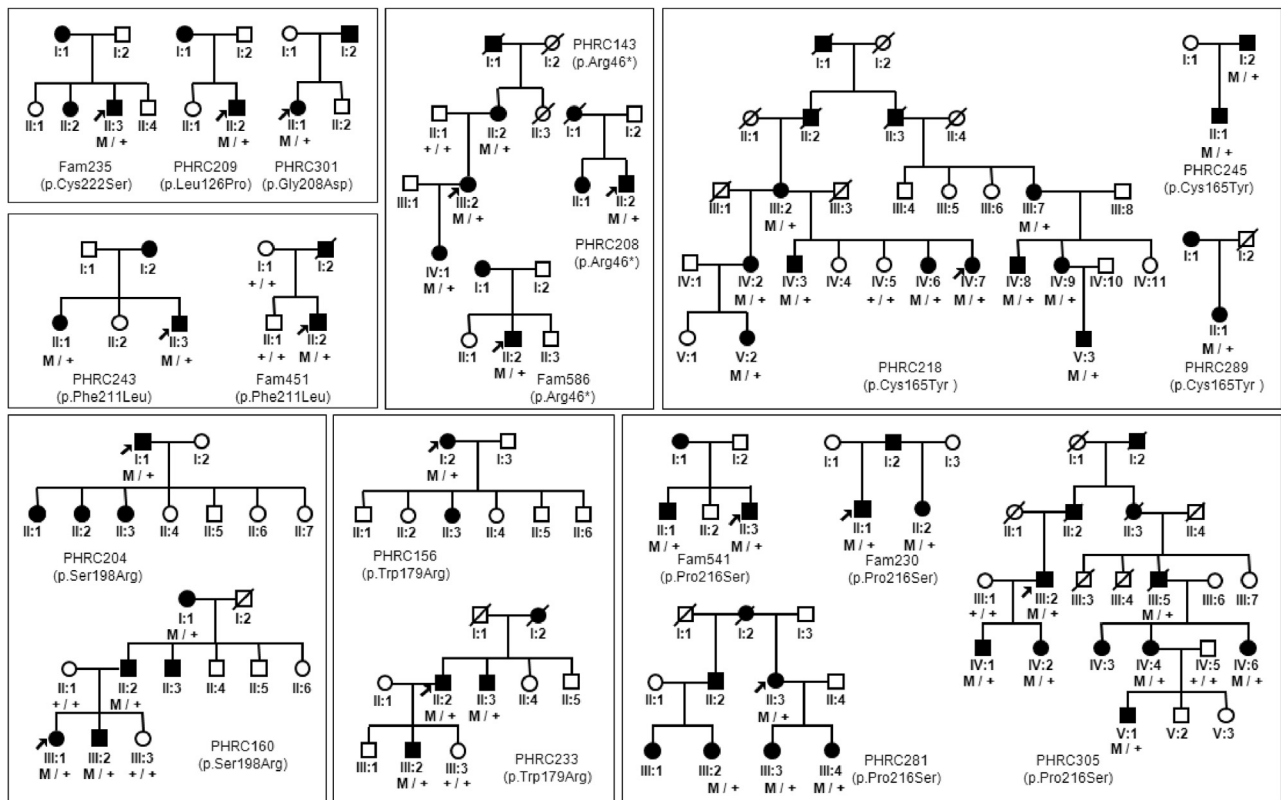 I:1 I:2
II:1 II:2 II:3 II:4
M / +
Fam235
(p.Cys222Ser)
I:1 I:2
II:1 II:2
M / +
PHRC209
(p.Leu126Pro)
I:1 I:2
II:1 II:2
M / +
PHRC301
(p.Gly208Asp)
I:1 I:2
II:1 II:2 II:3
M / + M / +
PHRC243
(p.Phe211Leu)
I:1 I:2
+ / +
II:1 II:2
+ / + M / +
Fam451
(p.Phe211Leu)
PHRC143
(p.Arg46*)
I:1 I:2
II:1 II:2 II:3
+ / + M / +
III:1 III:2
M / +
IV:1
M / +
I:1 I:2
II:1 II:2
M / +
PHRC208
(p.Arg46*)
I:1 I:2
II:1 II:2 II:3
M / +
Fam586
(p.Arg46*)
I:1 I:2
II:1 II:2 II:3 II:4
III:1 III:2 III:3 III:4 III:5 III:6 III:7 III:8
M / + M / +
IV:1 IV:2 IV:3 IV:4 IV:5 IV:6 IV:7 IV:8 IV:9 IV:10 IV:11
M / + M / + + / + M / + M / + M / + M / +
V:1 V:2 V:3
M / + M / +
PHRC218
(p.Cys165Tyr )
I:1 I:2
M / +
II:1
M / +
PHRC245
(p.Cys165Tyr)
I:1 I:2
II:1
M / +
PHRC289
(p.Cys165Tyr )
I:1 I:2
M / +
II:1 II:2 II:3 II:4 II:5 II:6 II:7
PHRC204
(p.Ser198Arg)
I:1 I:2
M / +
II:1 II:2 II:3 II:4 II:5 II:6
+ / + M / +
III:1 III:2 III:3
M / + M / + + / +
PHRC160
(p.Ser198Arg)
I:2 I:3
M / +
II:1 II:2 II:3 II:4 II:5 II:6
PHRC156
(p.Trp179Arg)
I:1 I:2
II:1 II:2 II:3 II:4 II:5
M / + M / +
III:1 III:2 III:3
M / + + / +
PHRC233
(p.Trp179Arg)
I:1 I:2
II:1 II:2 II:3
M / + M / +
Fam541
(p.Pro216Ser)
I:1 I:2 I:3
II:1 II:2
M / + M / +
Fam230
(p.Pro216Ser)
I:1 I:2 I:3
II:1 II:2 II:3 II:4
M / +
III:1 III:2 III:3 III:4
M / + M / + M / +
PHRC281
(p.Pro216Ser)
I:1 I:2
II:1 II:2 II:3 II:4
III:1 III:2 III:3 III:4 III:5 III:6 III:7
+ / + M / + M / +
IV:1 IV:2 IV:3 IV:4 IV:5 IV:6
M / + M / + M / + + / + M / +
V:1 V:2 V:3
M / +
PHRC305
(p.Pro216Ser)